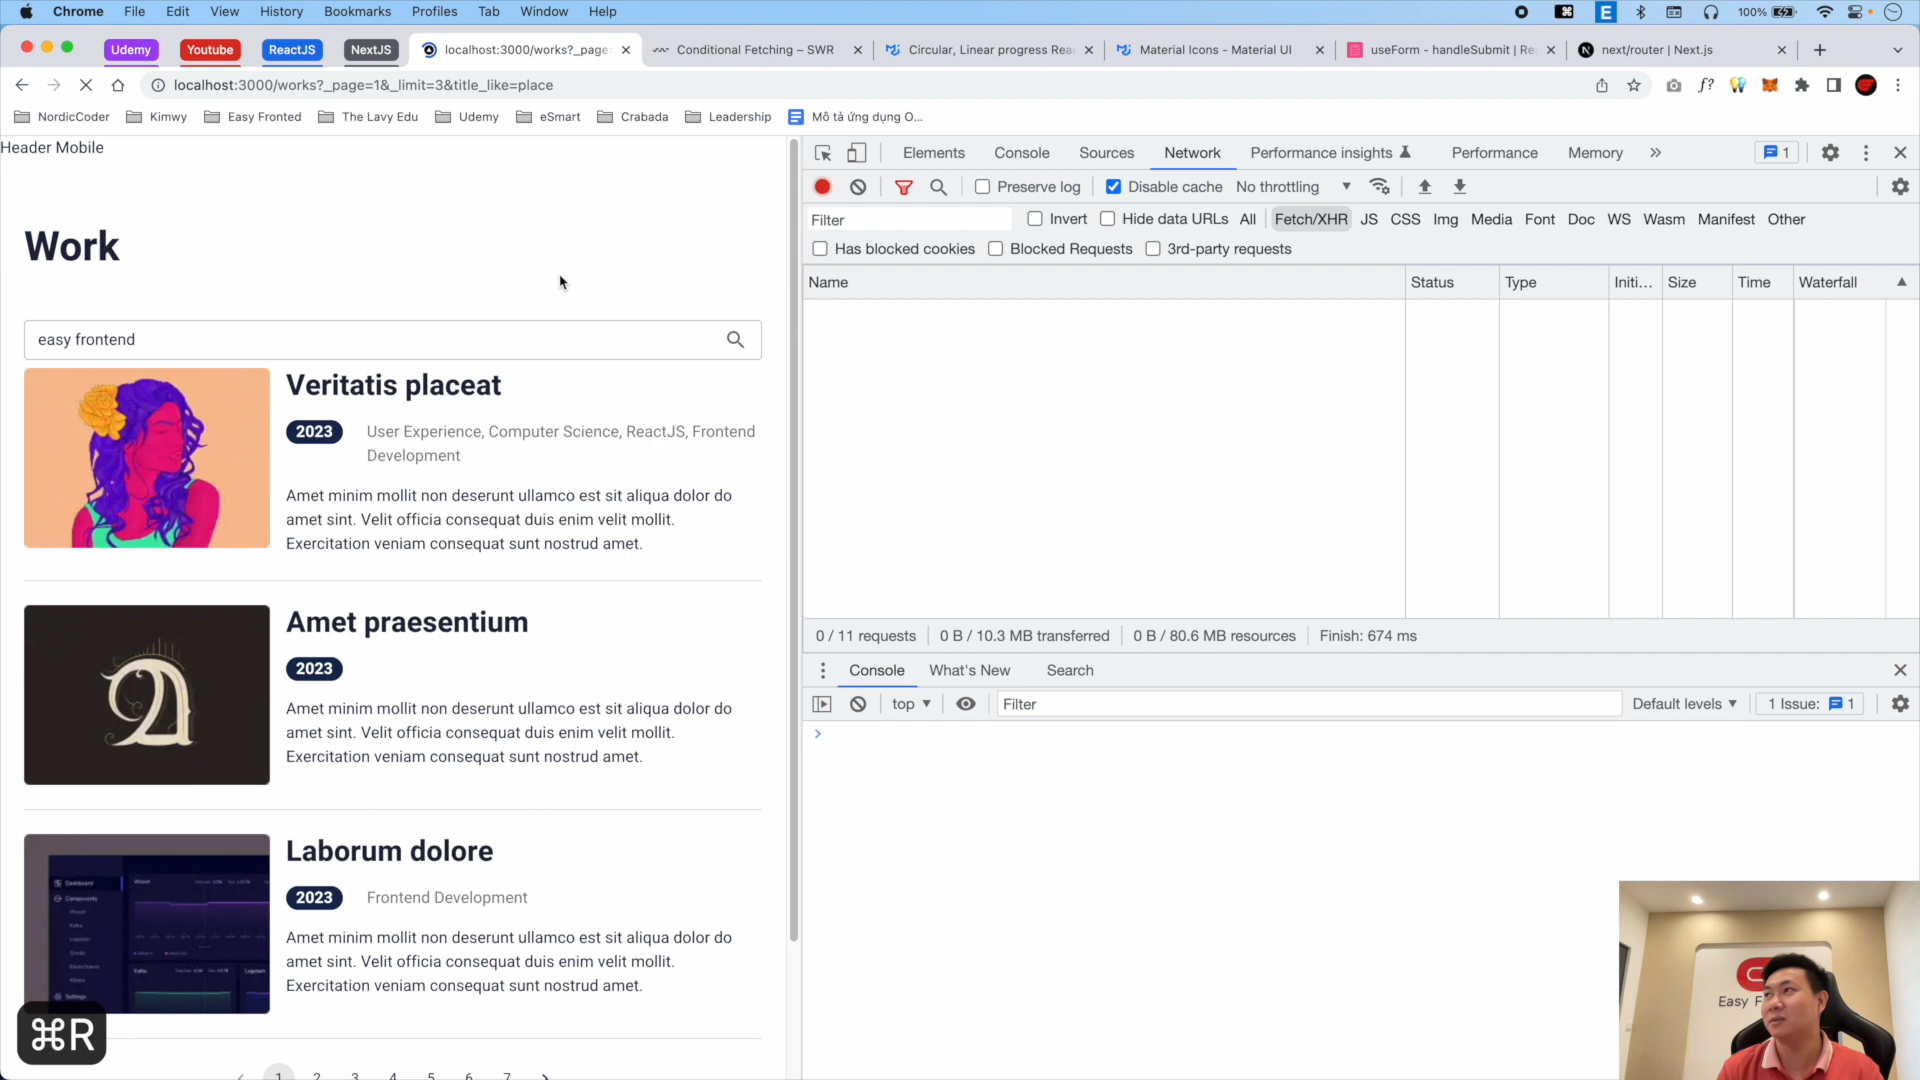 Chrome File Edit View History Bookmarks Profiles Tab Window Help
E 100%
Udemy Youtube ReactJS NextJS localhost:3000/works?_page= Conditional Fetching – SWR Circular, Linear progress Rea Material Icons - Material UI useForm - handleSubmit | Re next/router | Next.js
localhost:3000/works?_page=1&_limit=3&title_like=place
f?
NordicCoder Kimwy Easy Fronted The Lavy Edu Udemy eSmart Crabada Leadership Mô tả ứng dụng O...
Header Mobile
Work
easy frontend
Veritatis placeat
2023 User Experience, Computer Science, ReactJS, Frontend
Development
Amet minim mollit non deserunt ullamco est sit aliqua dolor do
amet sint. Velit officia consequat duis enim velit mollit.
Exercitation veniam consequat sunt nostrud amet.
Amet praesentium
2023
Amet minim mollit non deserunt ullamco est sit aliqua dolor do
amet sint. Velit officia consequat duis enim velit mollit.
Exercitation veniam consequat sunt nostrud amet.
Laborum dolore
2023 Frontend Development
Amet minim mollit non deserunt ullamco est sit aliqua dolor do
amet sint. Velit officia consequat duis enim velit mollit.
Exercitation veniam consequat sunt nostrud amet.
Dashboard
Settings
⌘R
1 2 3 4 5 6 7
Elements Console Sources Network Performance insights Performance Memory » 1
Preserve log Disable cache No throttling
Filter Invert Hide data URLs All Fetch/XHR JS CSS Img Media Font Doc WS Wasm Manifest Other
Has blocked cookies Blocked Requests 3rd-party requests
Name Status Type Initi... Size Time Waterfall
0 / 11 requests 0 B / 10.3 MB transferred 0 B / 80.6 MB resources Finish: 674 ms
Console What's New Search
top Filter Default levels 1 Issue: 1
Easy F